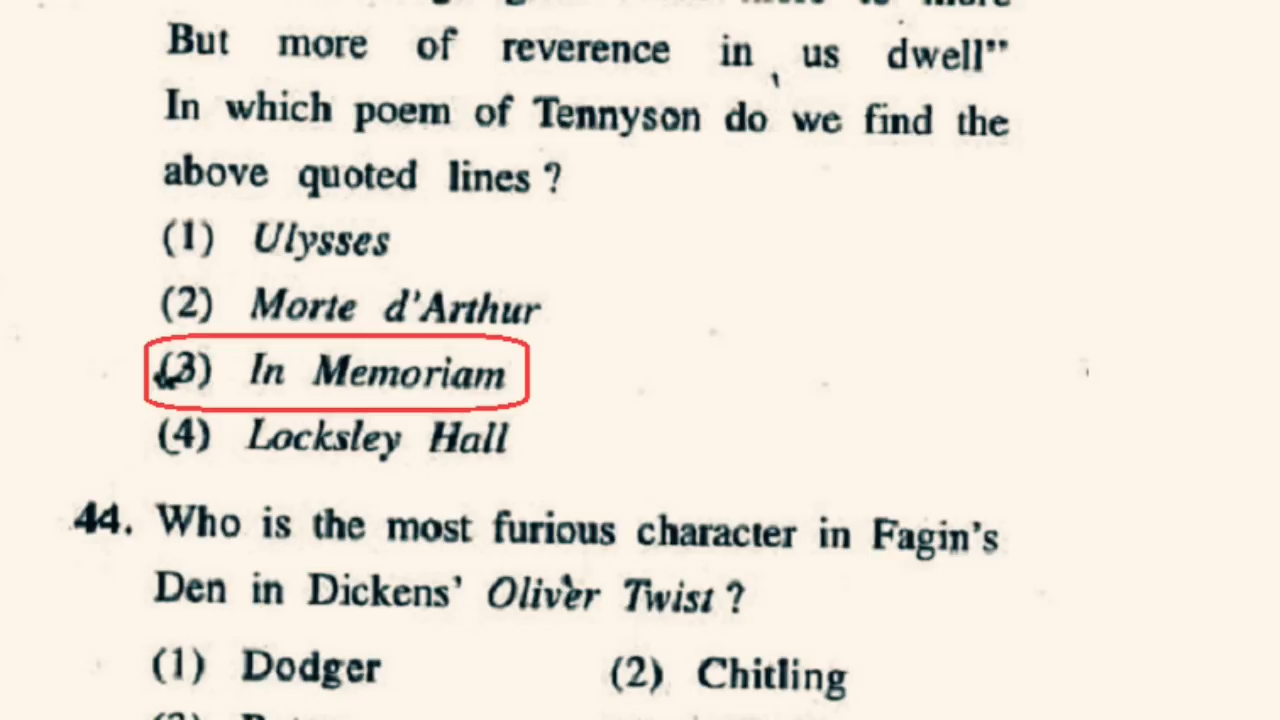 But more of reverence in us dwell”
In which poem of Tennyson do we find the
above quoted lines ?
(1) Ulysses
(2) Morte d’Arthur
(3) In Memoriam
(4) Locksley Hall
44. Who is the most furious character in Fagin’s
Den in Dickens’ Oliver Twist ?
(1) Dodger (2) Chitling